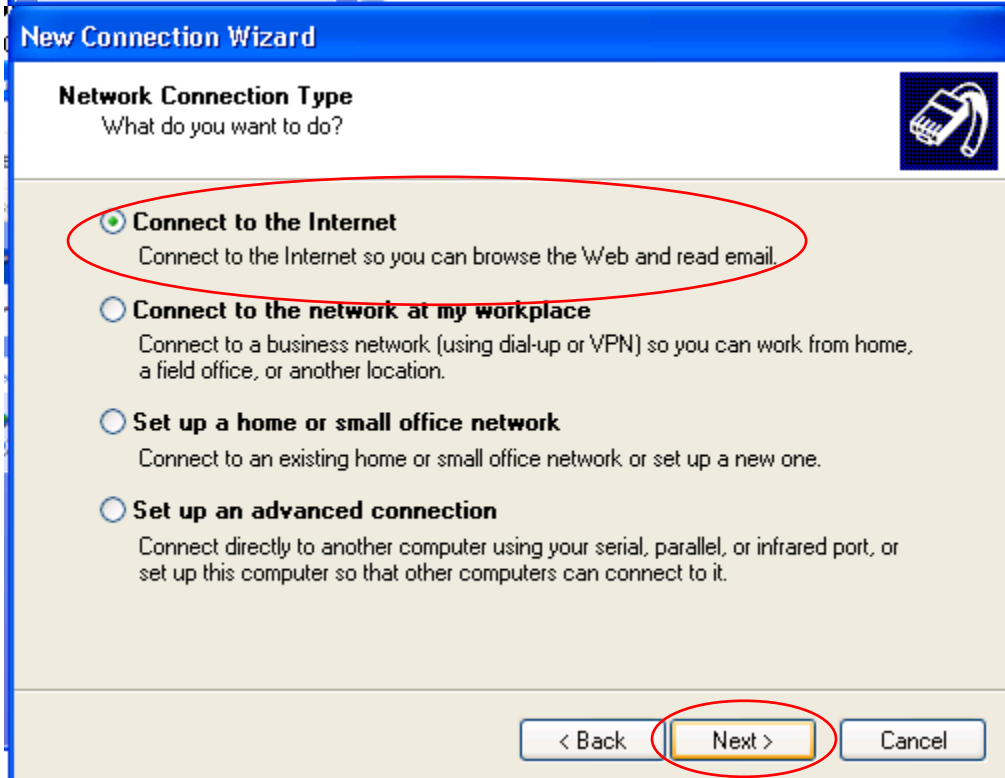 New Connection Wizard
Network Connection Type
What do you want to do?
Connect to the Internet
Connect to the Internet so you can browse the Web and read email.
Connect to the network at my workplace
Connect to a business network (using dial-up or VPN) so you can work from home,
a field office, or another location.
Set up a home or small office network
Connect to an existing home or small office network or set up a new one.
Set up an advanced connection
Connect directly to another computer using your serial, parallel, or infrared port, or
set up this computer so that other computers can connect to it.
< Back Next > Cancel